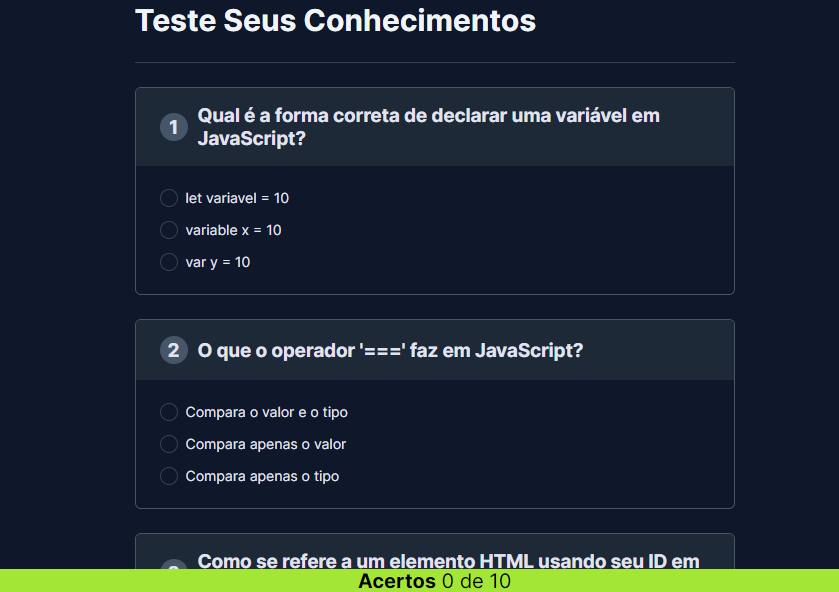 Teste Seus Conhecimentos
1
Qual é a forma correta de declarar uma variável em
JavaScript?
let variavel = 10
variable x = 10
var y = 10
2
O que o operador '===' faz em JavaScript?
Compara o valor e o tipo
Compara apenas o valor
Compara apenas o tipo
Como se refere a um elemento HTML usando seu ID em
Acertos 0 de 10